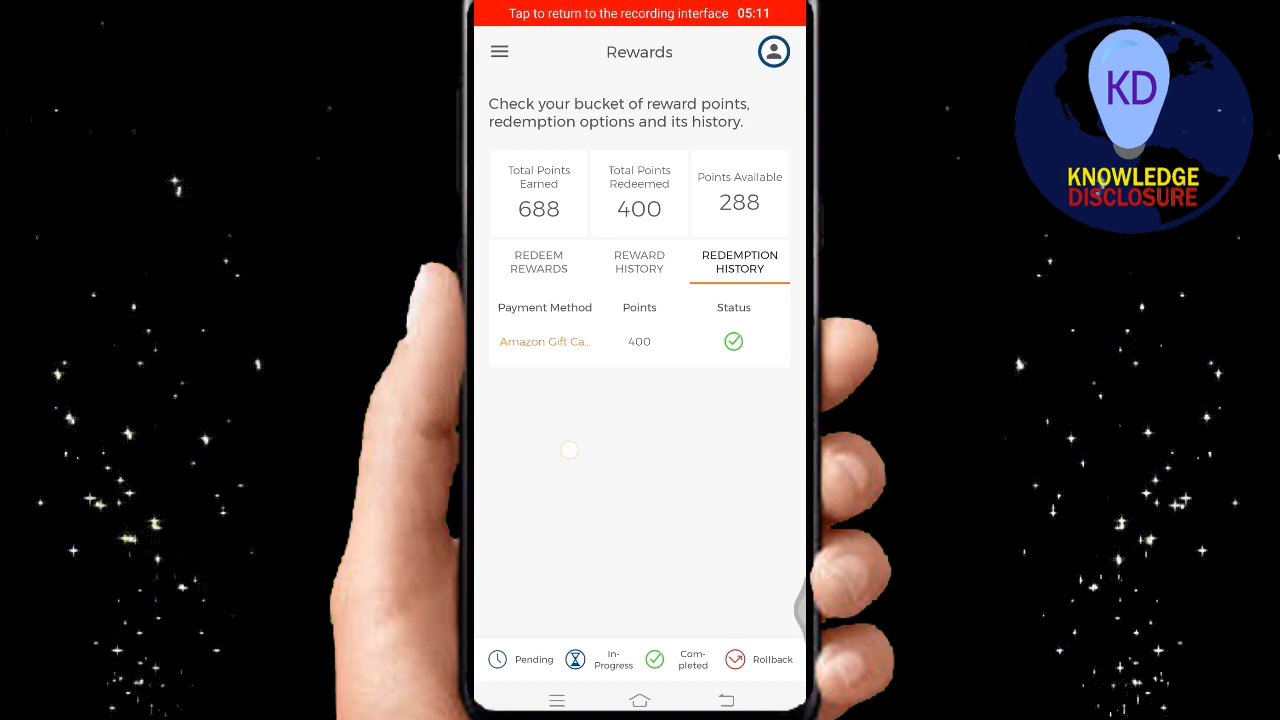 Tap to return to the recording interface 05:11
Rewards
KD
KNOWLEDGE
DISCLOSURE
Check your bucket of reward points,
redemption options and its history.
Total Points
Earned
688
Total Points
Redeemed
400
Points Available
288
REDEEM
REWARDS
REWARD
HISTORY
REDEMPTION
HISTORY
Payment Method Points Status
Amazon Gift Ca... 400
Pending
In-
Progress
Com-
pleted
Rollback